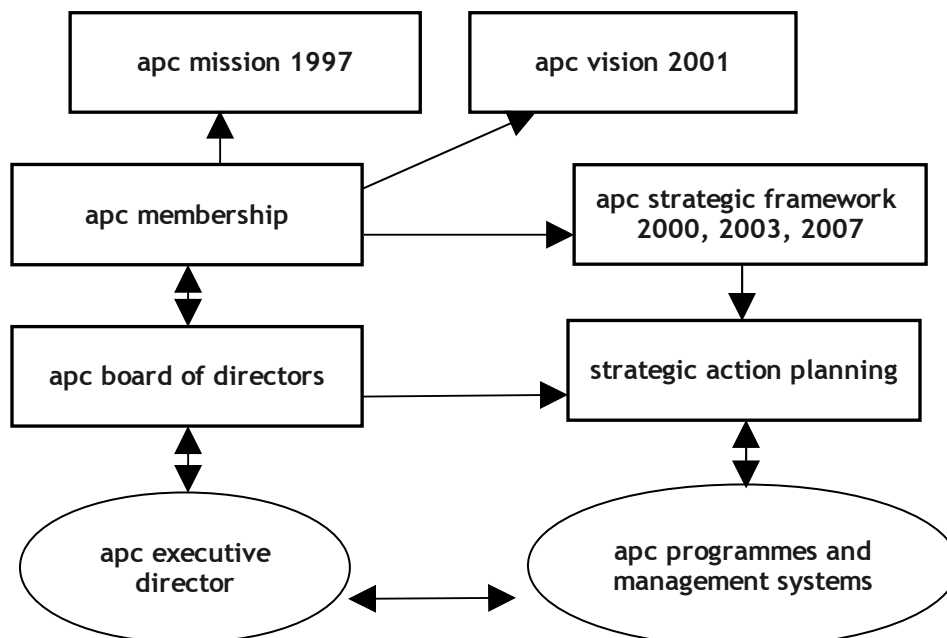 apc mission 1997
apc vision 2001
apc membership
apc strategic framework
2000, 2003, 2007
apc board of directors
strategic action planning
apc executive
director
apc programmes and
management systems